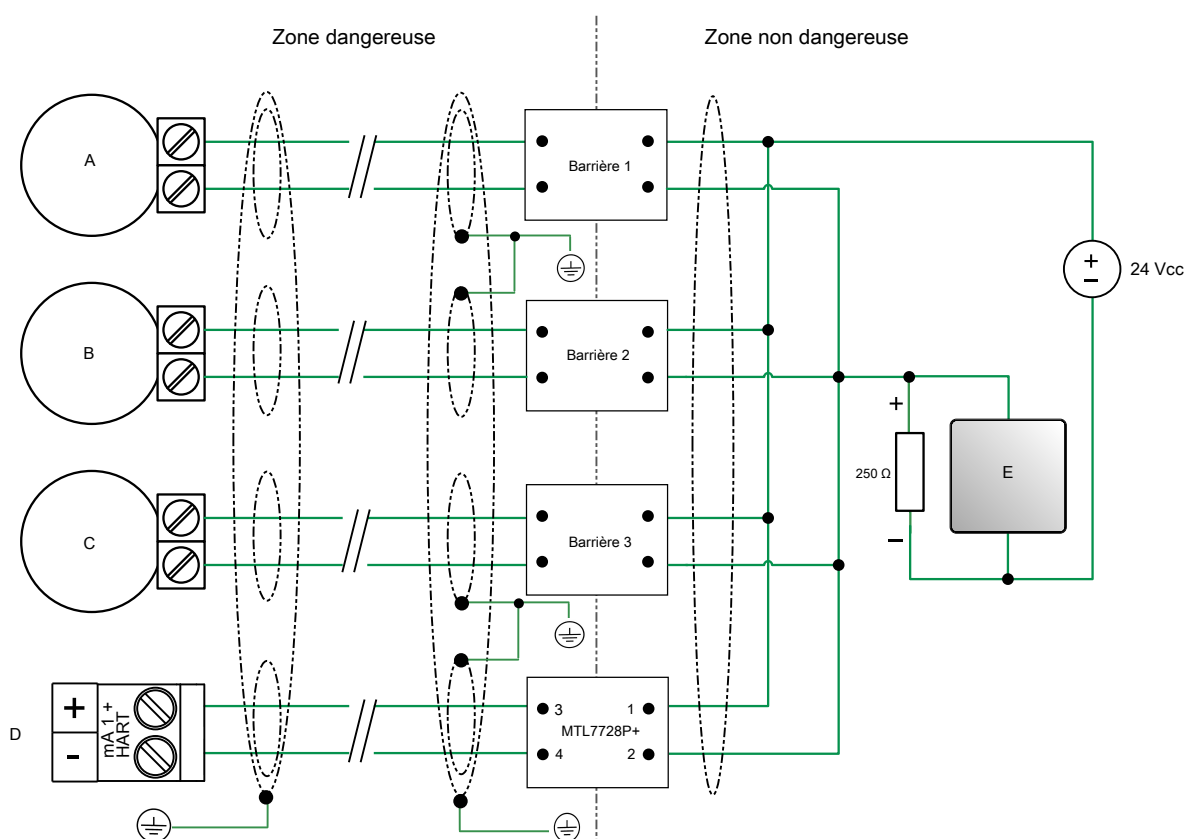 Zone dangereuse
Zone non dangereuse
A
Barrière 1
+
−
24 Vcc
B
Barrière 2
+
250 Ω
−
E
C
Barrière 3
D
+
-
mA 1 +
HART
3
1
MTL7728P+
4
2